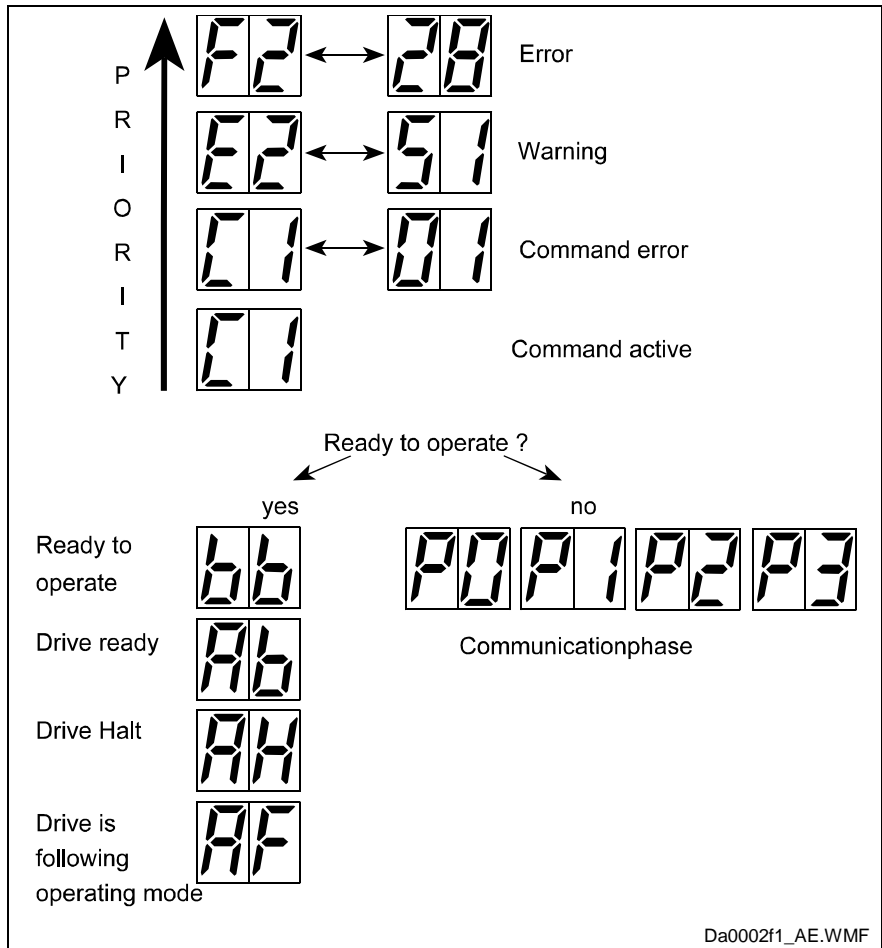 F2 28 Error
E2 51 Warning
C1 01 Command error
C1 Command active
PRIORITY
Ready to operate ?
yes no
Ready to
operate
bb P0 P1 P2 P3
Drive ready
Ab
Communicationphase
Drive Halt
AH
Drive is
following
operating mode
AF
Da0002f1_AE.WMF